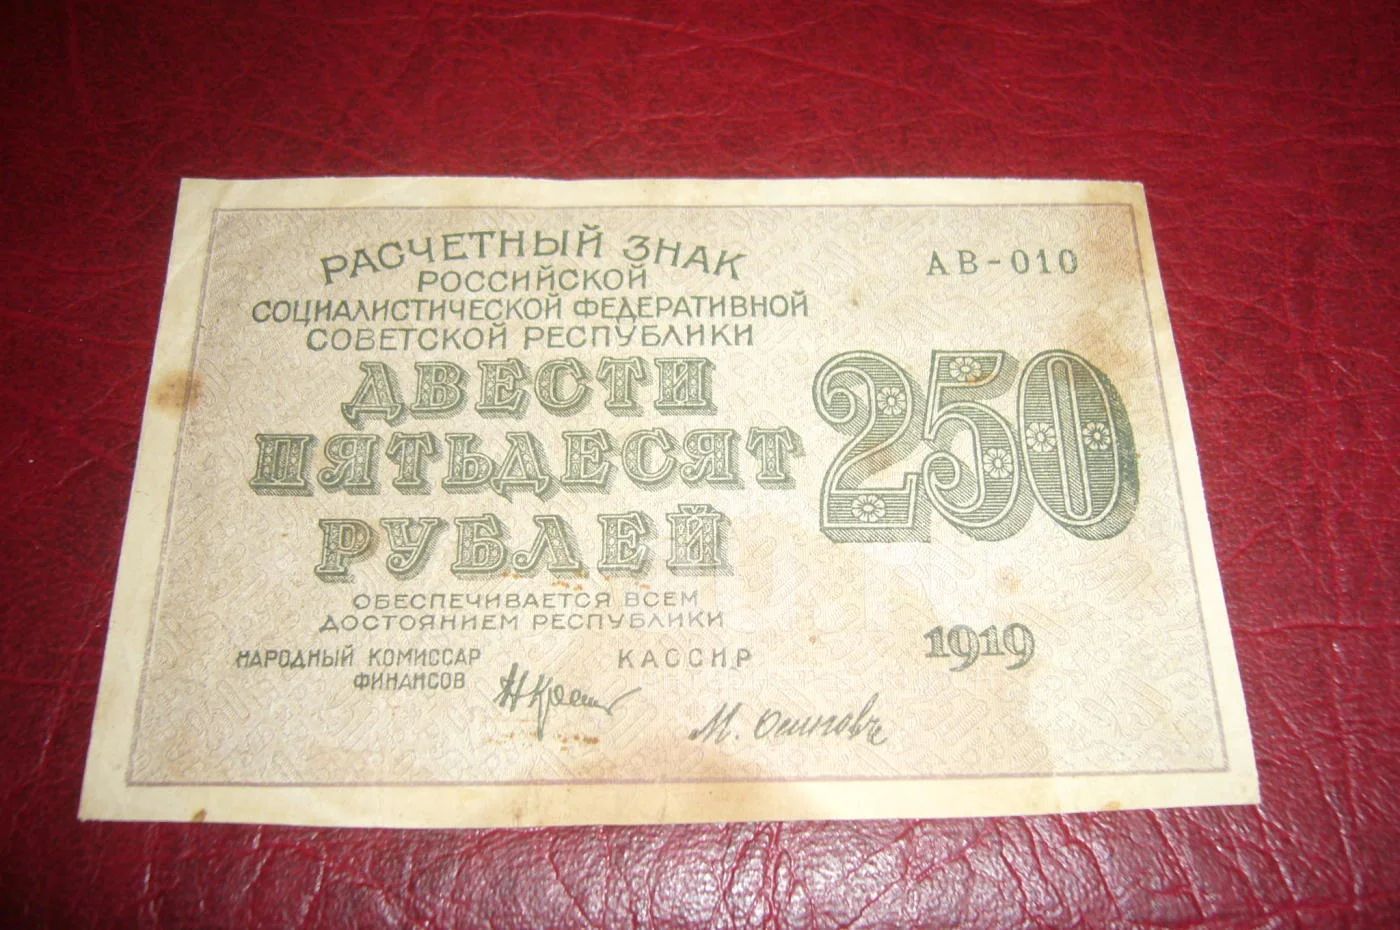 РАСЧЕТНЫЙ ЗНАК
РОССИЙСКОЙ
СОЦИАЛИСТИЧЕСКОЙ ФЕДЕРАТИВНОЙ
СОВЕТСКОЙ РЕСПУБЛИКИ
АВ-010
ДВЕСТИ
ПЯТЬДЕСЯТ
РУБЛЕЙ
250
ОБЕСПЕЧИВАЕТСЯ ВСЕМ
ДОСТОЯНИЕМ РЕСПУБЛИКИ
НАРОДНЫЙ КОМИССАР
ФИНАНСОВ
КАССИР
1919
М. Осиповъ